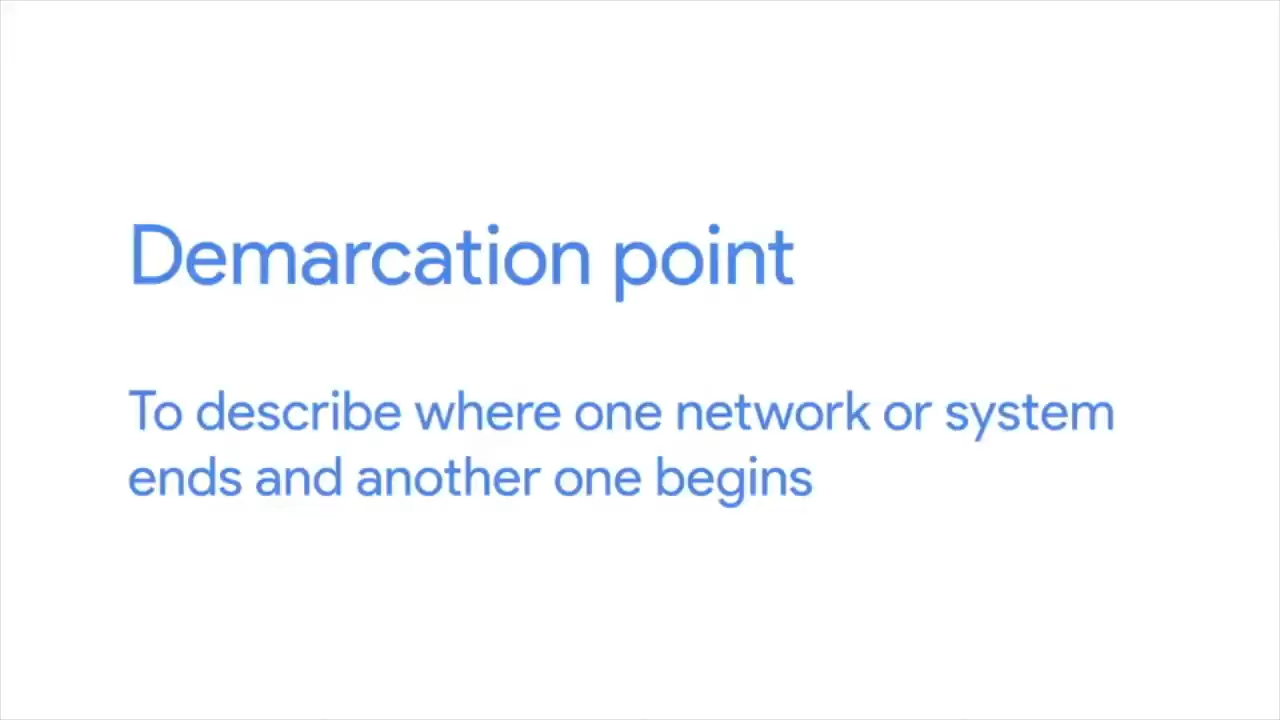 Demarcation point
To describe where one network or system
ends and another one begins